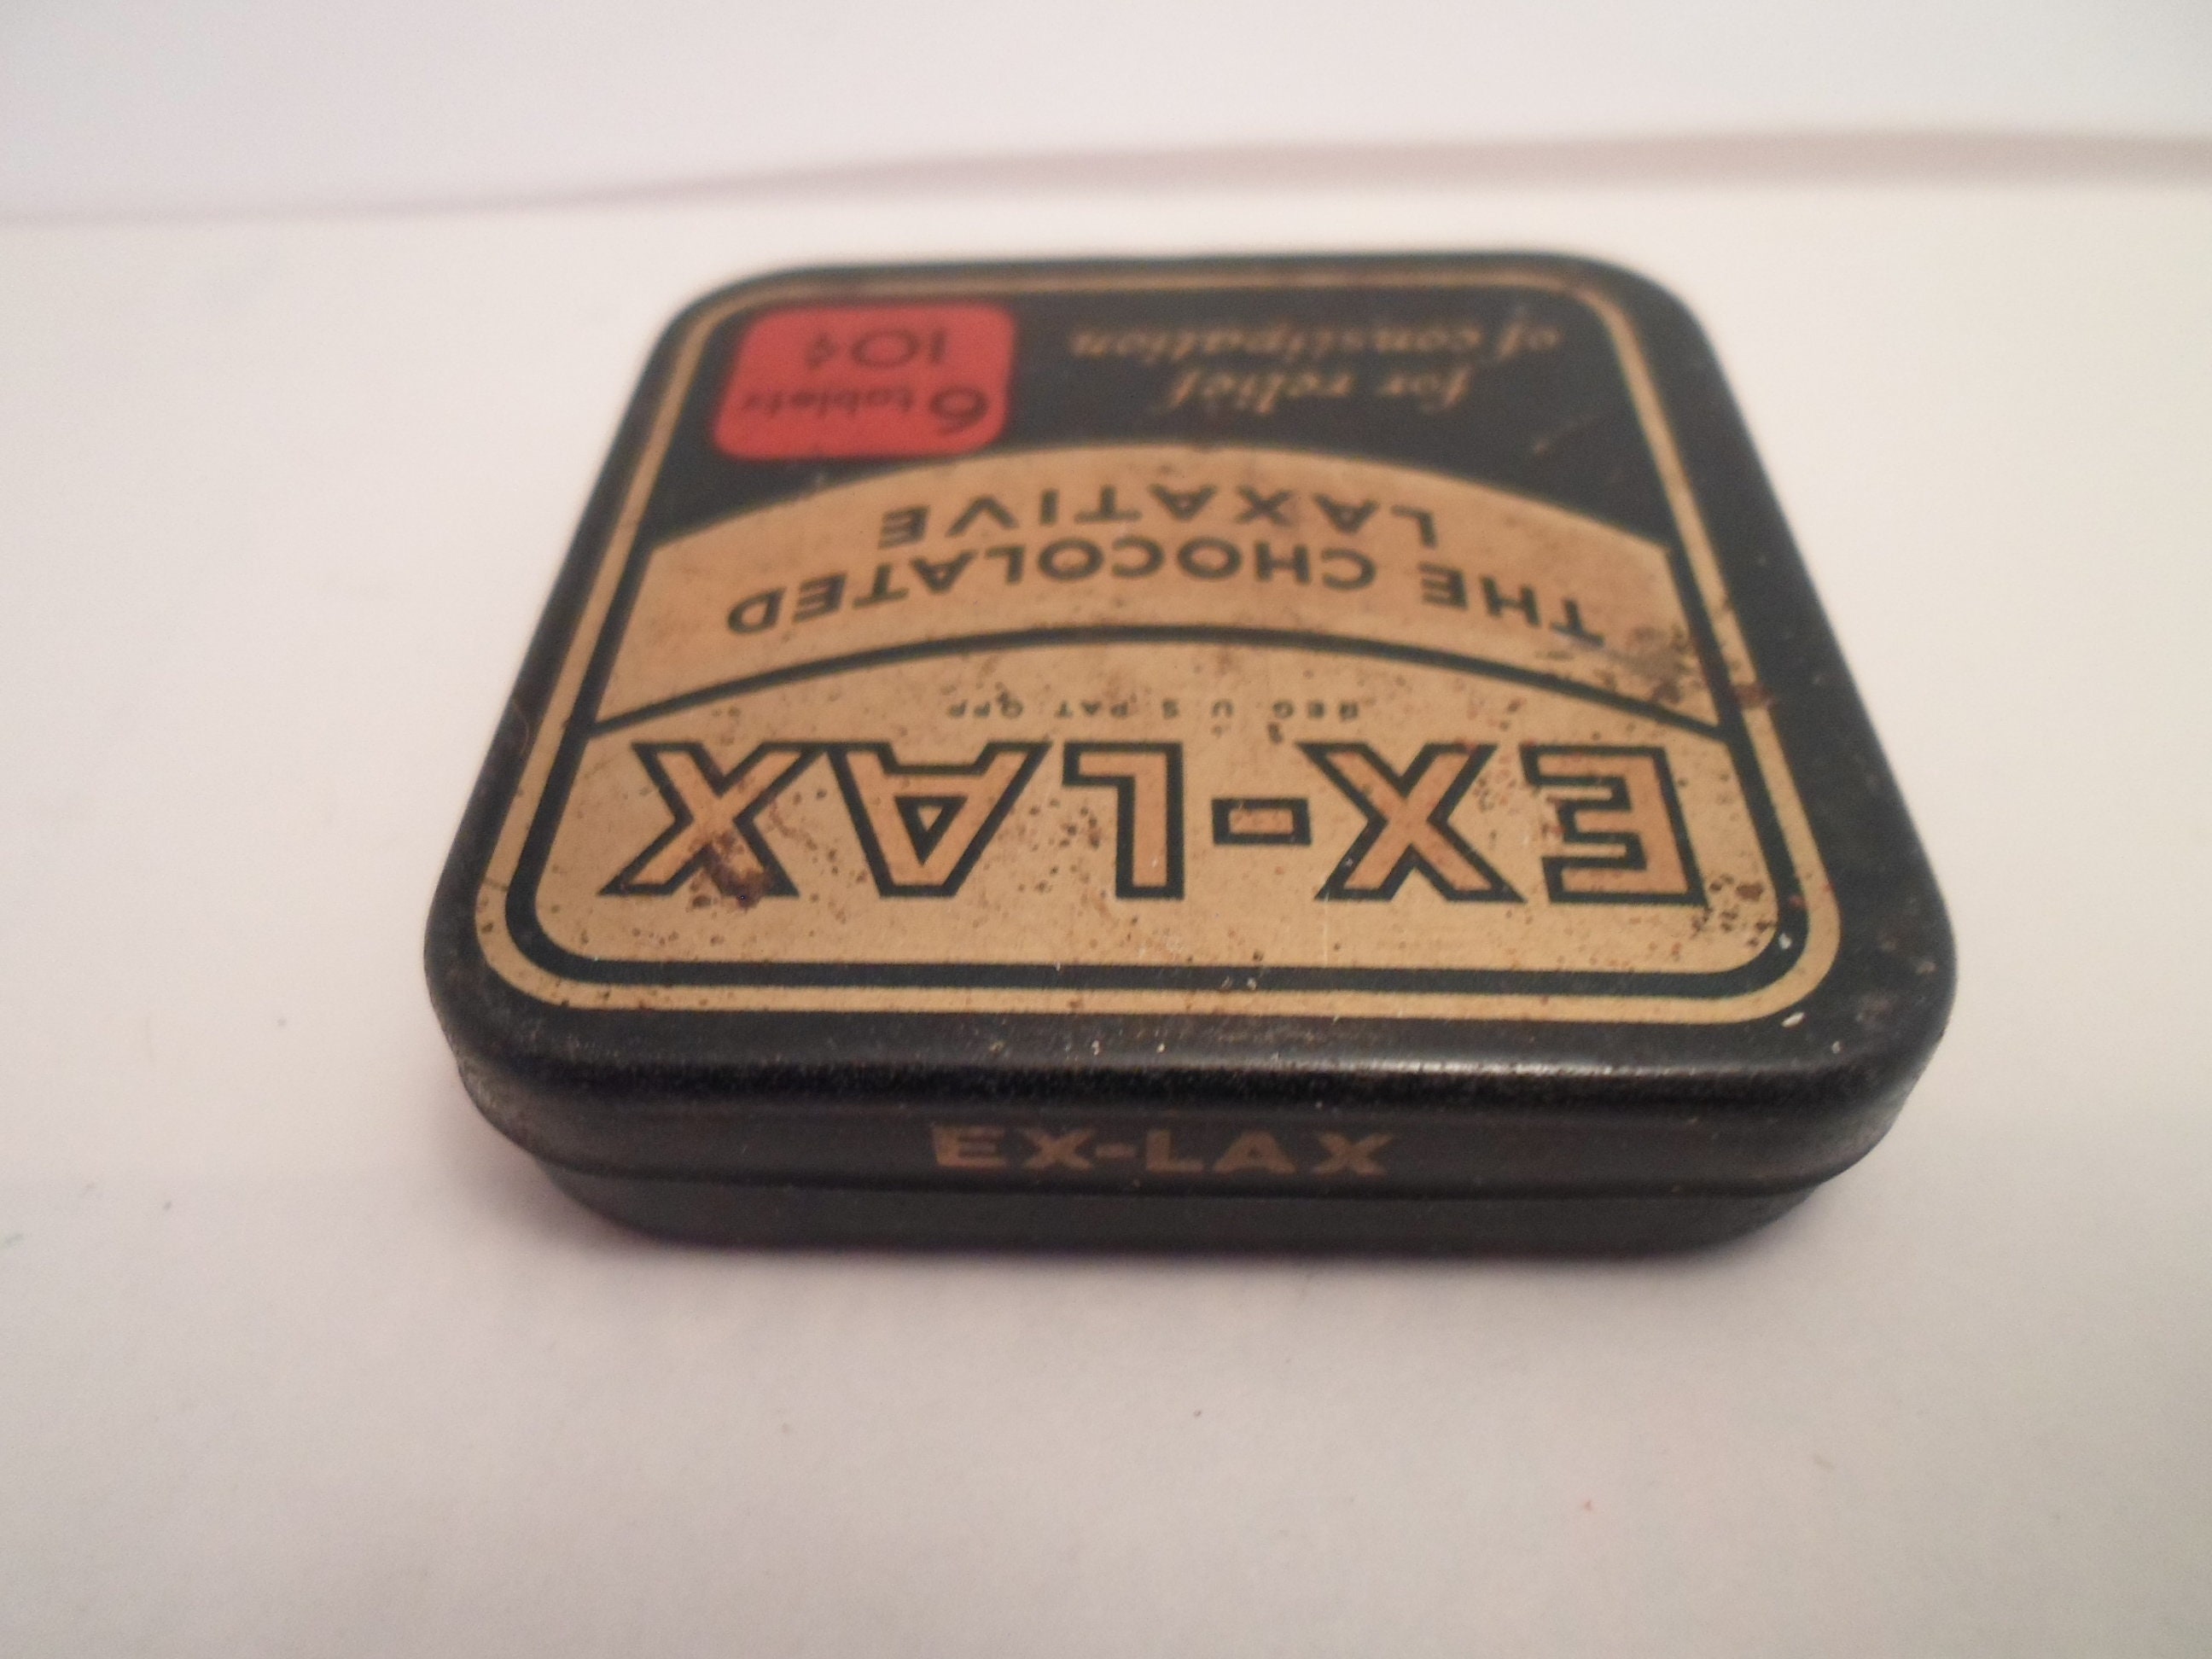 EX-LAX
REG U S PAT OFF
THE CHOCOLATED
LAXATIVE
for relief
of constipation
6 tablets
10¢
EX-LAX